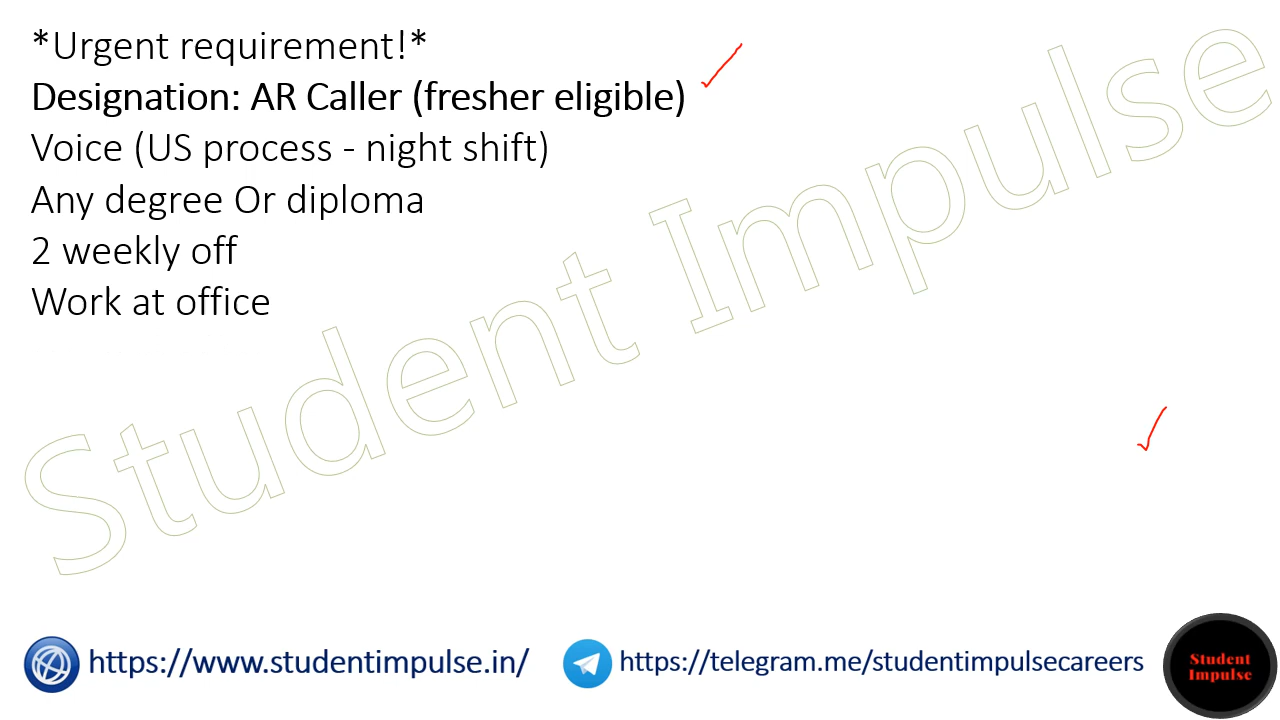 *Urgent requirement!*
Designation: AR Caller (fresher eligible)
Voice (US process - night shift)
Any degree Or diploma
2 weekly off
Work at office
Student Impulse
https://www.studentimpulse.in/
https://telegram.me/studentimpulsecareers
Student
Impulse